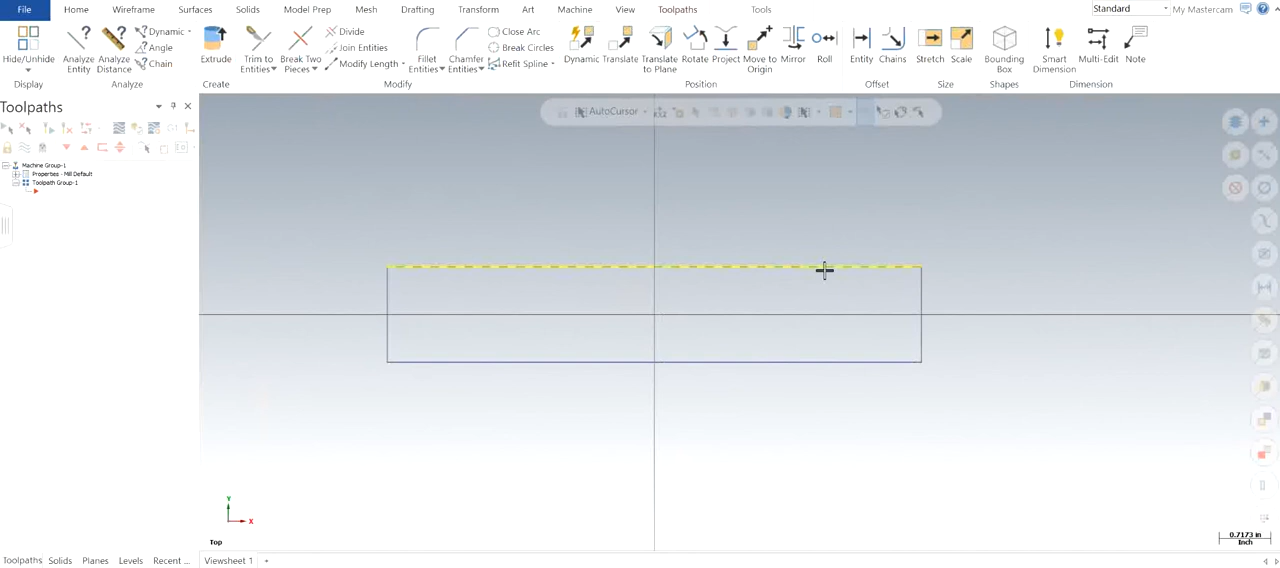 File Home Wireframe Surfaces Solids Model Prep Mesh Drafting Transform Art Machine View Toolpaths Tools Standard My Mastercam
Hide/Unhide
Display
Analyze Entity
Analyze Distance
Dynamic
Angle
Chain
Analyze
Extrude
Create
Trim to Entities
Break Two Pieces
Divide
Join Entities
Modify Length
Fillet Entities
Chamfer Entities
Close Arc
Break Circles
Refit Spline
Modify
Dynamic
Translate
Translate to Plane
Rotate
Project
Move to Origin
Mirror
Roll
Position
Entity
Chains
Offset
Stretch
Scale
Size
Bounding Box
Shapes
Smart Dimension
Multi-Edit
Note
Dimension
Toolpaths
AutoCursor
Machine Group-1
Properties - Mill Default
Toolpath Group-1
Y
X
Top
0.7173 in
Inch
Toolpaths Solids Planes Levels Recent ...
Viewsheet 1 +